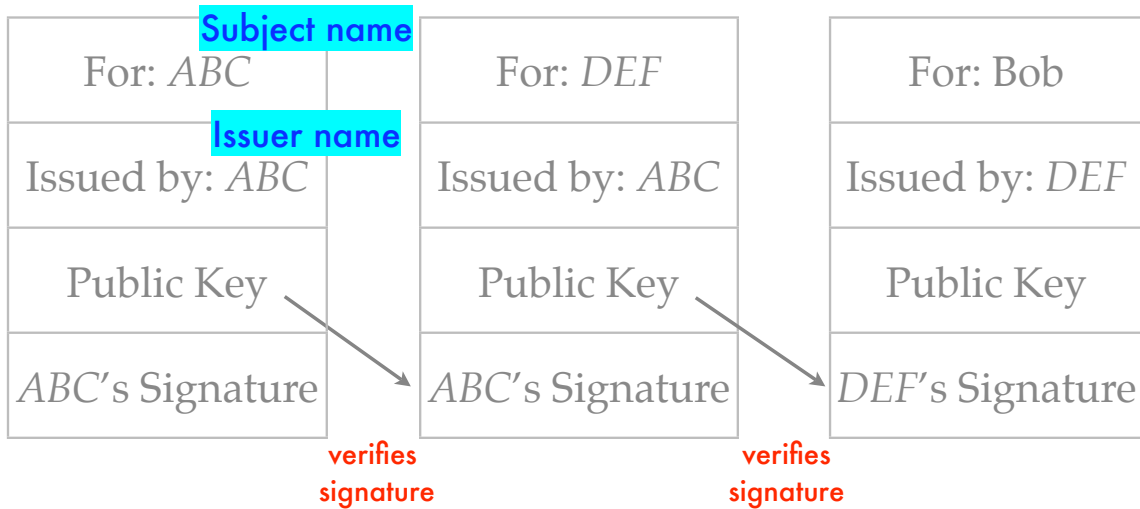 Subject name
For: ABC
Issuer name
Issued by: ABC
Public Key
ABC's Signature
For: DEF
Issued by: ABC
Public Key
ABC's Signature
For: Bob
Issued by: DEF
Public Key
DEF's Signature
verifies
signature
verifies
signature